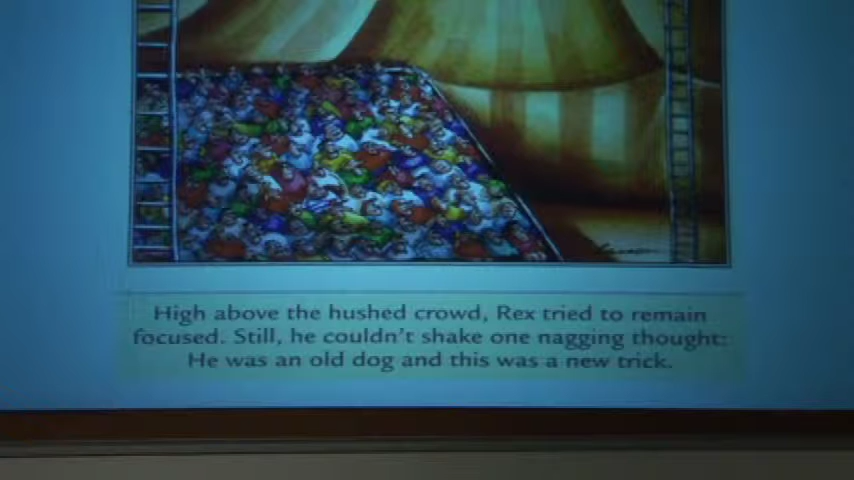 High above the hushed crowd, Rex tried to remain
focused. Still, he couldn't shake one nagging thought:
He was an old dog and this was a new trick.